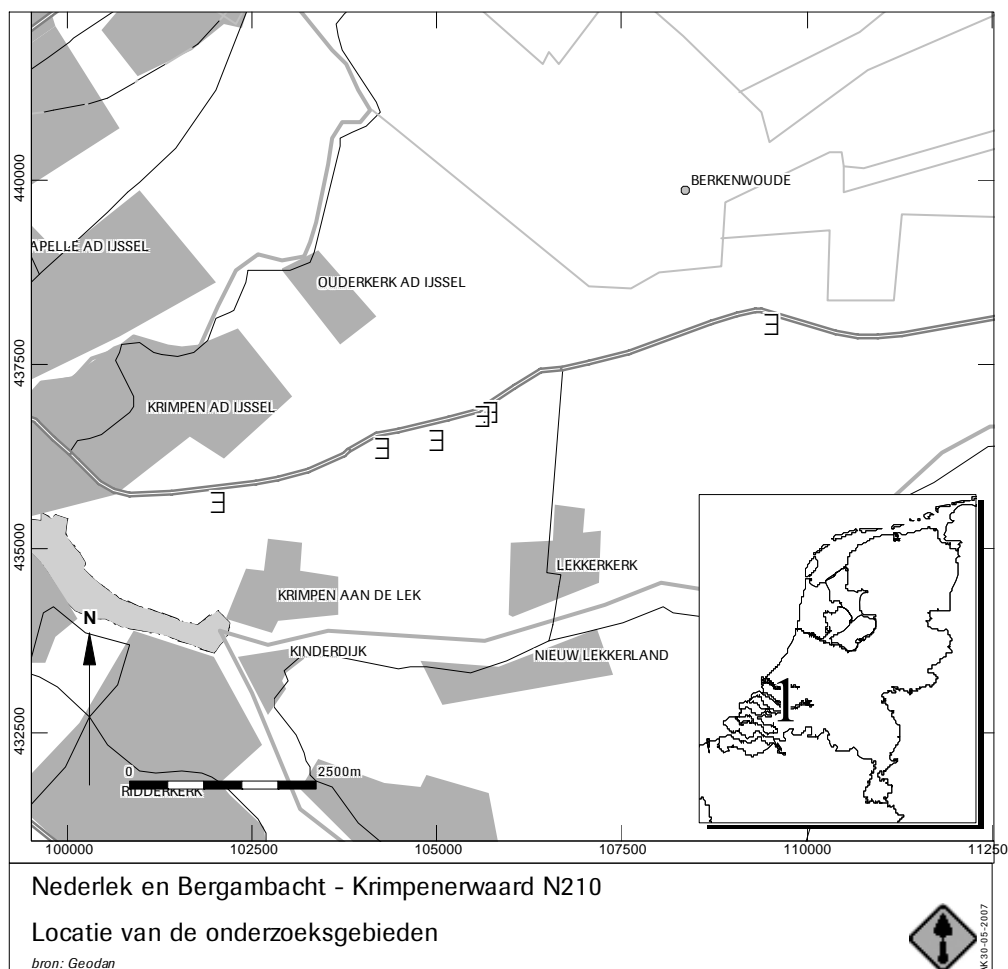 440000
BERKENWOUDE
APELLE AD IJSSEL
OUDERKERK AD IJSSEL
437500
KRIMPEN AD IJSSEL
435000
LEKKERKERK
KRIMPEN AAN DE LEK
N
KINDERDIJK
NIEUW LEKKERLAND
1
432500
0 2500m
RIDDERKERK
100000 102500 105000 107500 110000 11250
Nederlek en Bergambacht - Krimpenerwaard N210
Locatie van de onderzoeksgebieden
bron: Geodan
AK30-05-2007